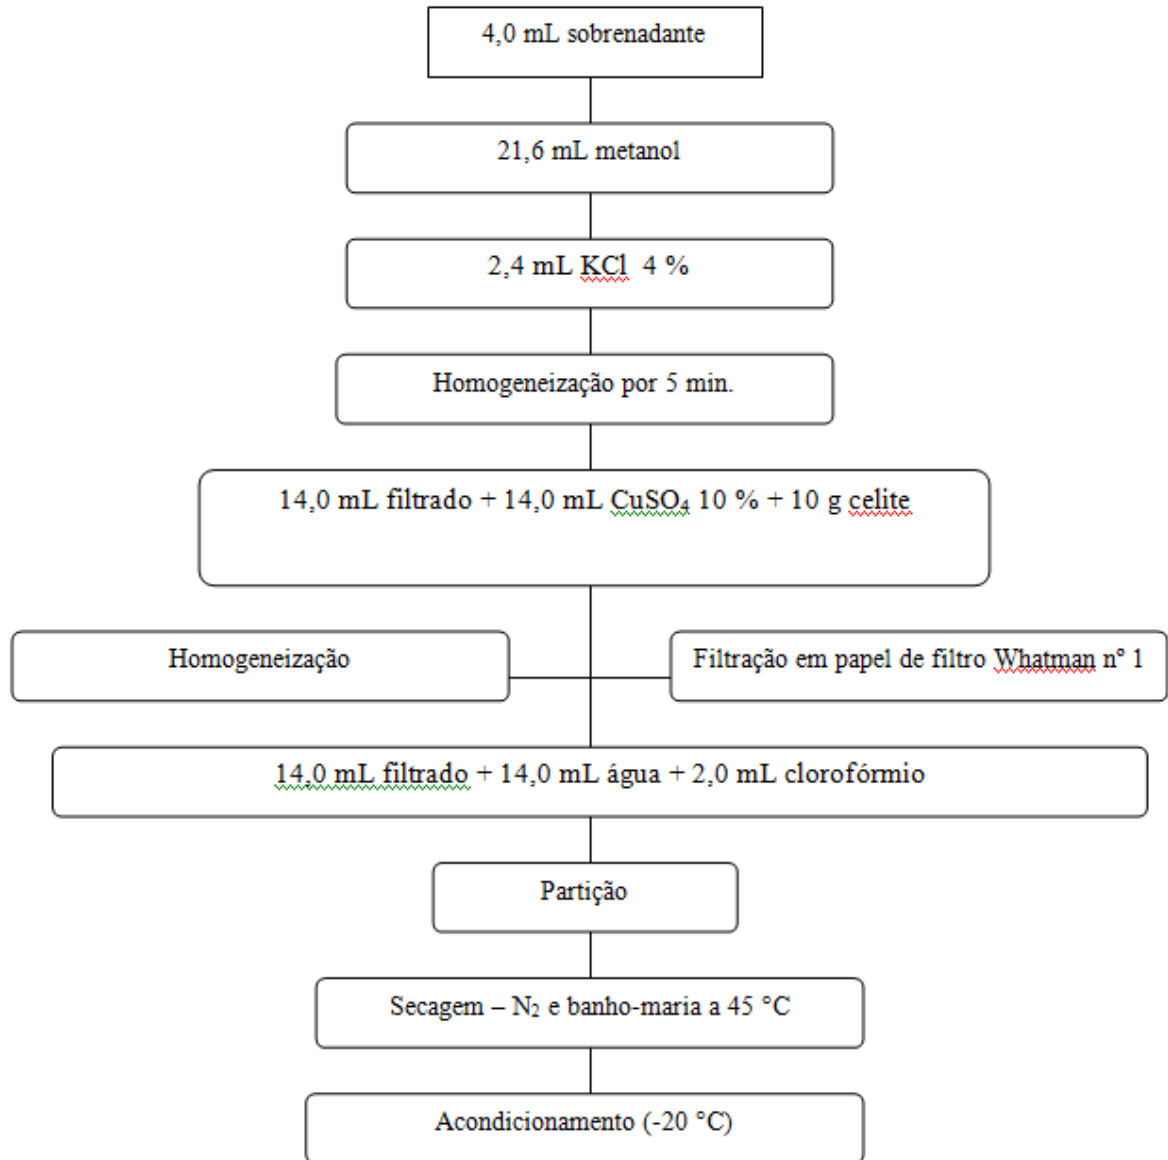 4,0 mL sobrenadante
21,6 mL metanol
2,4 mL KCl 4 %
Homogeneização por 5 min.
14,0 mL filtrado + 14,0 mL CuSO₄ 10 % + 10 g celite
Homogeneização
Filtração em papel de filtro Whatman nº 1
14,0 mL filtrado + 14,0 mL água + 2,0 mL clorofórmio
Partição
Secagem – N₂ e banho-maria a 45 °C
Acondicionamento (-20 °C)